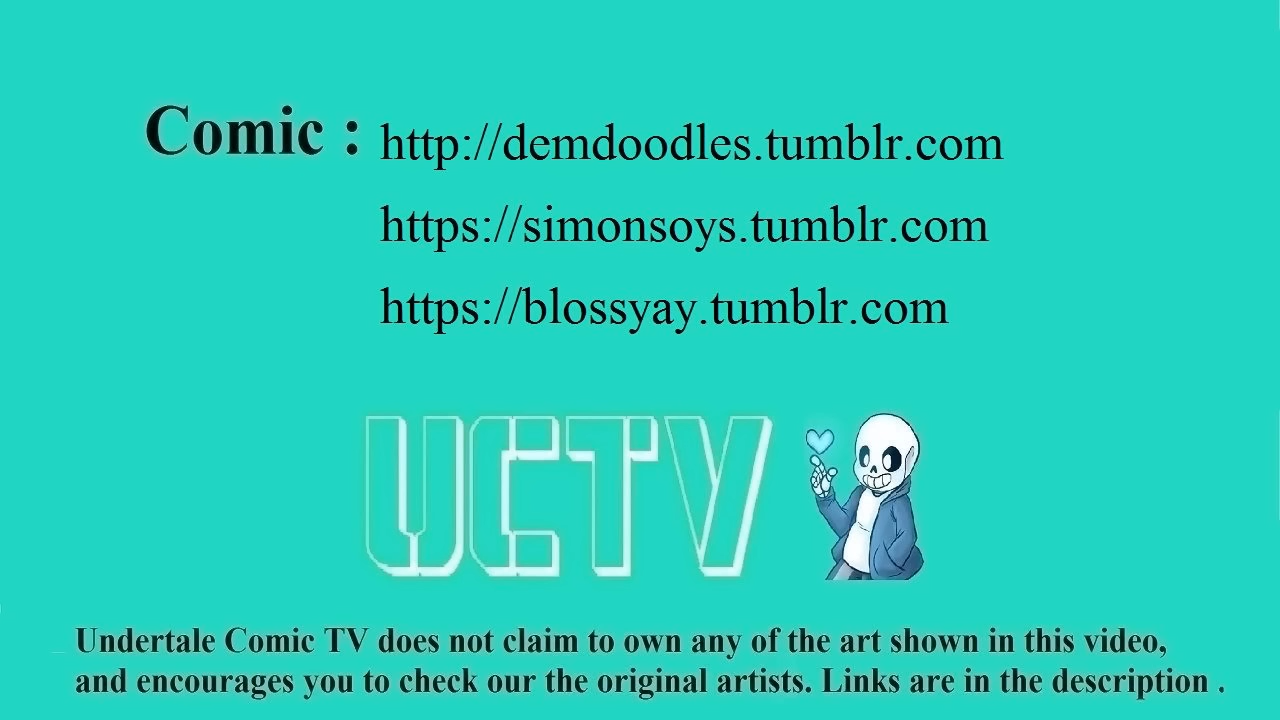 Comic : http://demdoodles.tumblr.com
https://simonsoys.tumblr.com
https://blossyay.tumblr.com
UCTV
Undertale Comic TV does not claim to own any of the art shown in this video,
and encourages you to check our the original artists. Links are in the description .